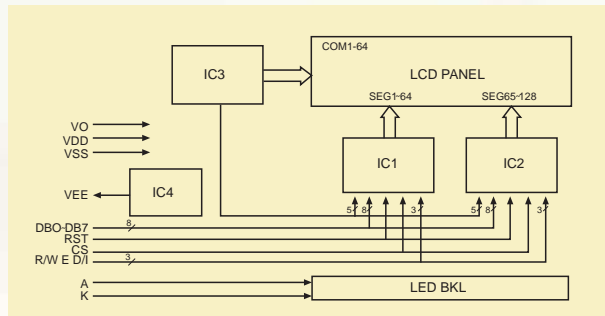 COM1-64
IC3
LCD PANEL
SEG1-64
SEG65-128
VO
VDD
VSS
IC1
IC2
VEE
IC4
5
8
3
5
8
3
DBO-DB7
8
RST
CS
R/W E D/I
3
A
K
LED BKL